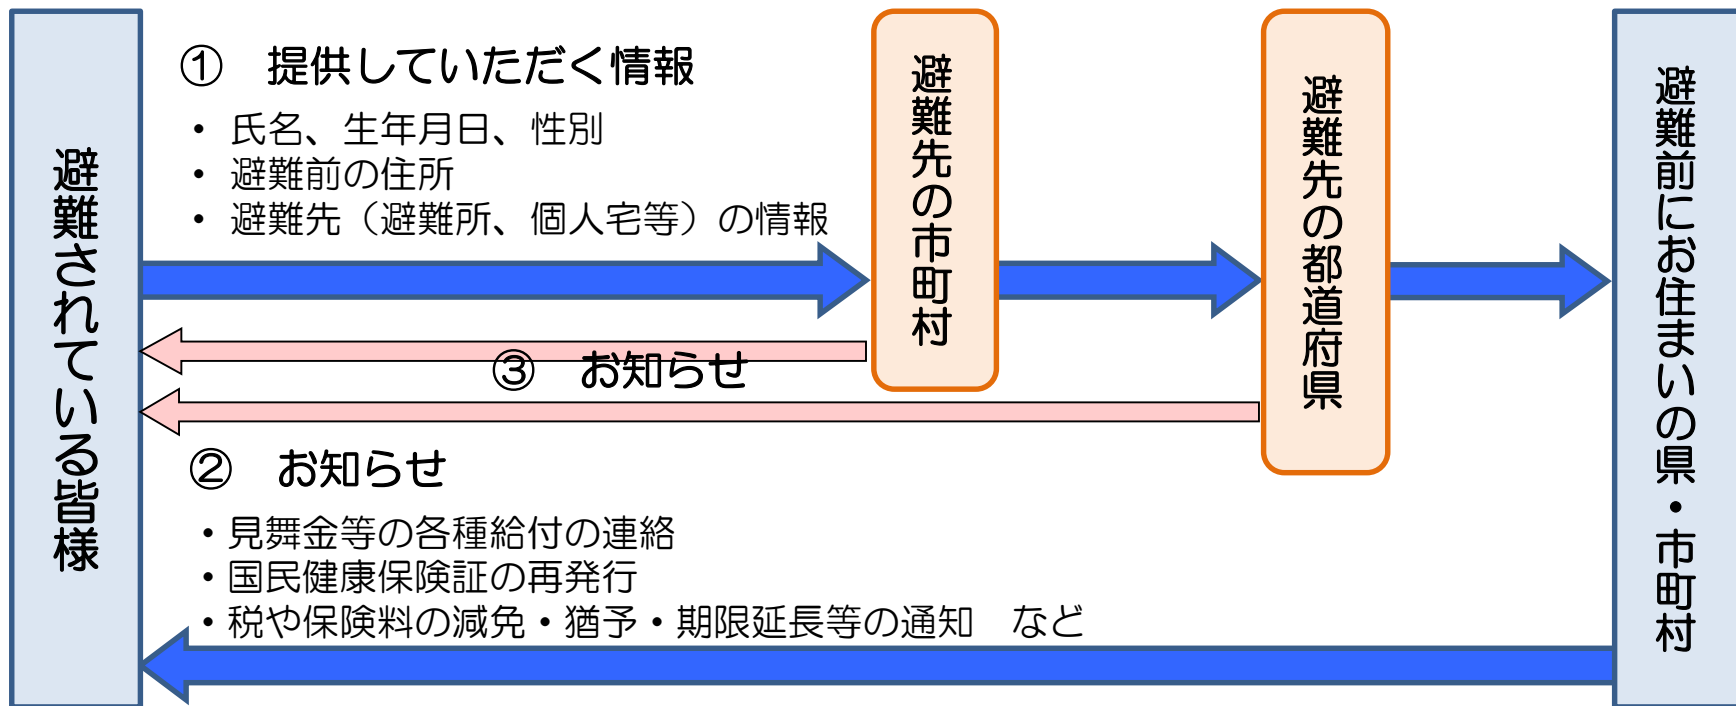 避難されている皆様
① 提供していただく情報
・ 氏名、生年月日、性別
・ 避難前の住所
・ 避難先（避難所、個人宅等）の情報
避難先の市町村
避難先の都道府県
避難前にお住まいの県・市町村
③ お知らせ
② お知らせ
・見舞金等の各種給付の連絡
・国民健康保険証の再発行
・税や保険料の減免・猶予・期限延長等の通知　など